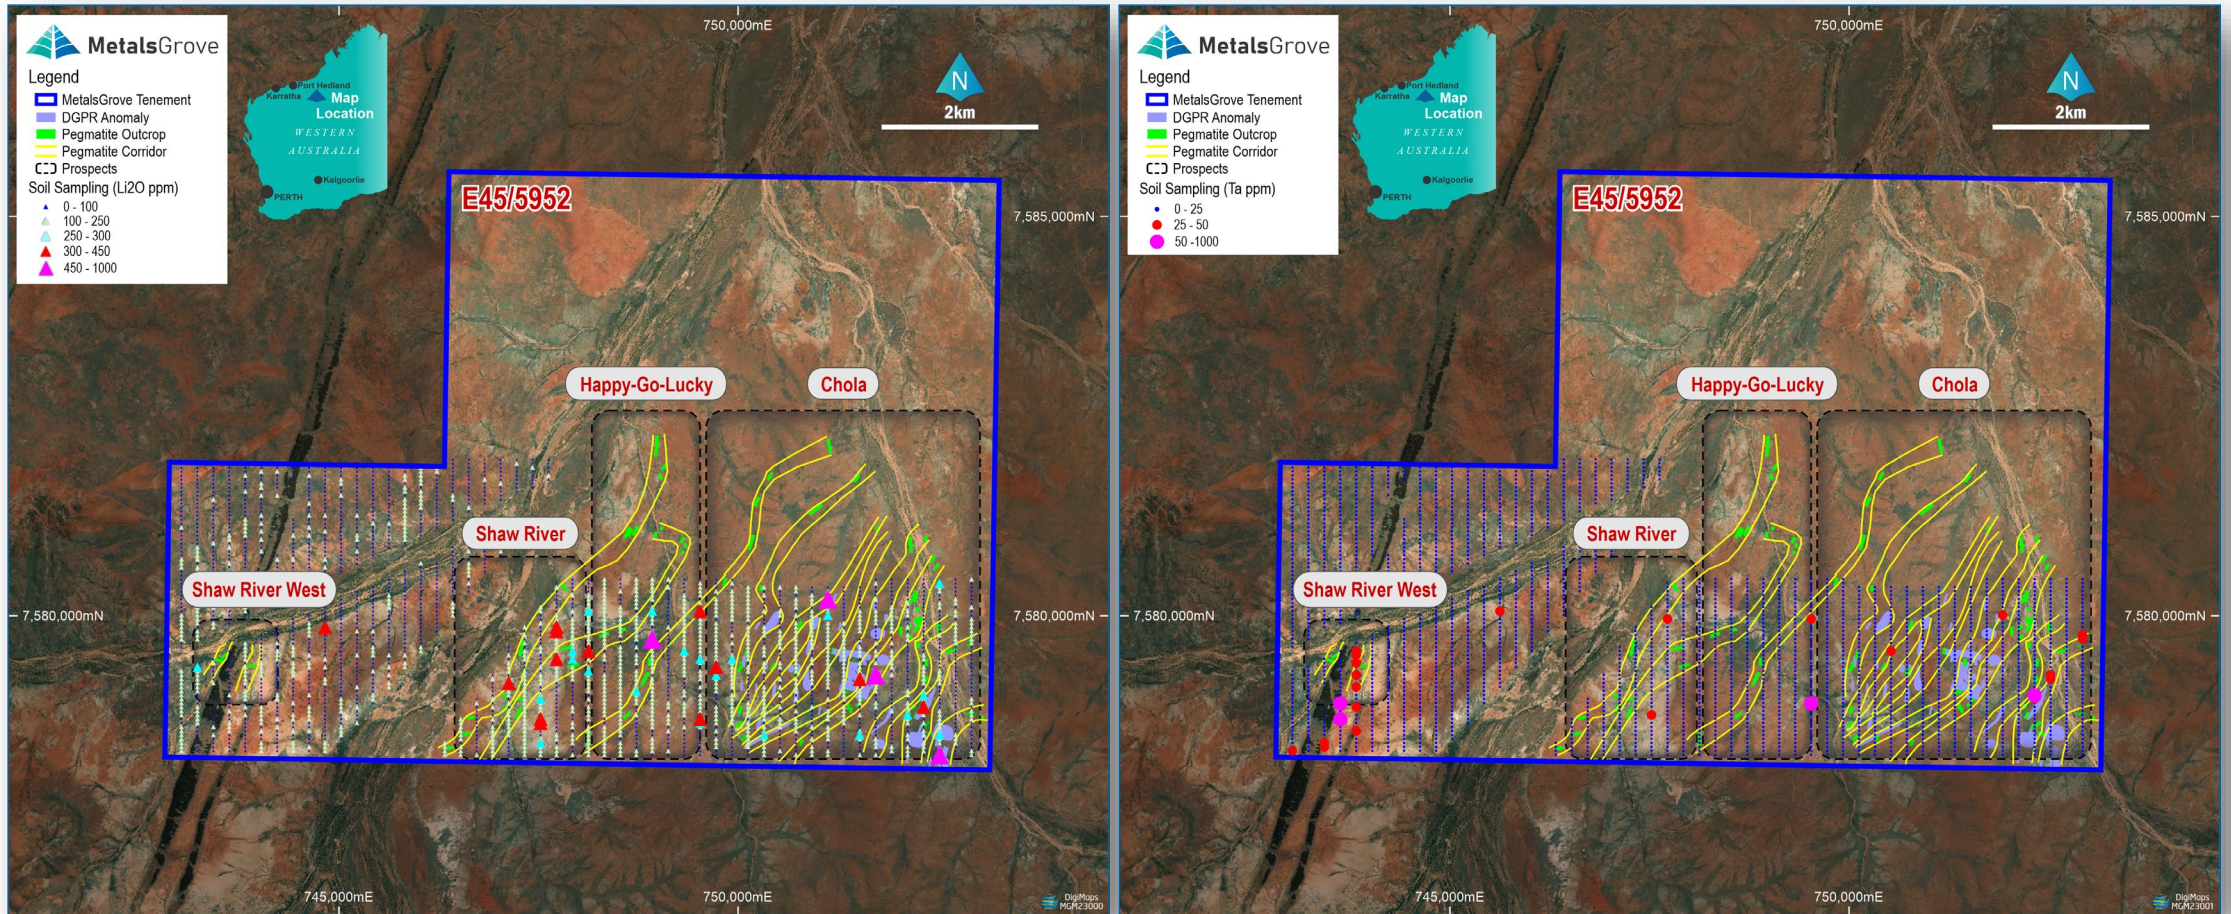 MetalsGrove
Legend
MetalsGrove Tenement
DGPR Anomaly
Pegmatite Outcrop
Pegmatite Corridor
Prospects
Soil Sampling (Li2O ppm)
0 - 100
100 - 250
250 - 300
300 - 450
450 - 1000
Port Hedland
Karratha
Map
Location
WESTERN
AUSTRALIA
Kalgoorlie
PERTH
750,000mE
N
2km
E45/5952
7,585,000mN
Happy-Go-Lucky
Chola
Shaw River
Shaw River West
7,580,000mN
7,580,000mN
745,000mE
750,000mE
DigiMaps
MGM23000
MetalsGrove
Legend
MetalsGrove Tenement
DGPR Anomaly
Pegmatite Outcrop
Pegmatite Corridor
Prospects
Soil Sampling (Ta ppm)
0 - 25
25 - 50
50 -1000
Port Hedland
Karratha
Map
Location
WESTERN
AUSTRALIA
Kalgoorlie
PERTH
750,000mE
N
2km
E45/5952
7,585,000mN
Happy-Go-Lucky
Chola
Shaw River
Shaw River West
7,580,000mN
7,580,000mN
745,000mE
750,000mE
DigiMaps
MGM23001